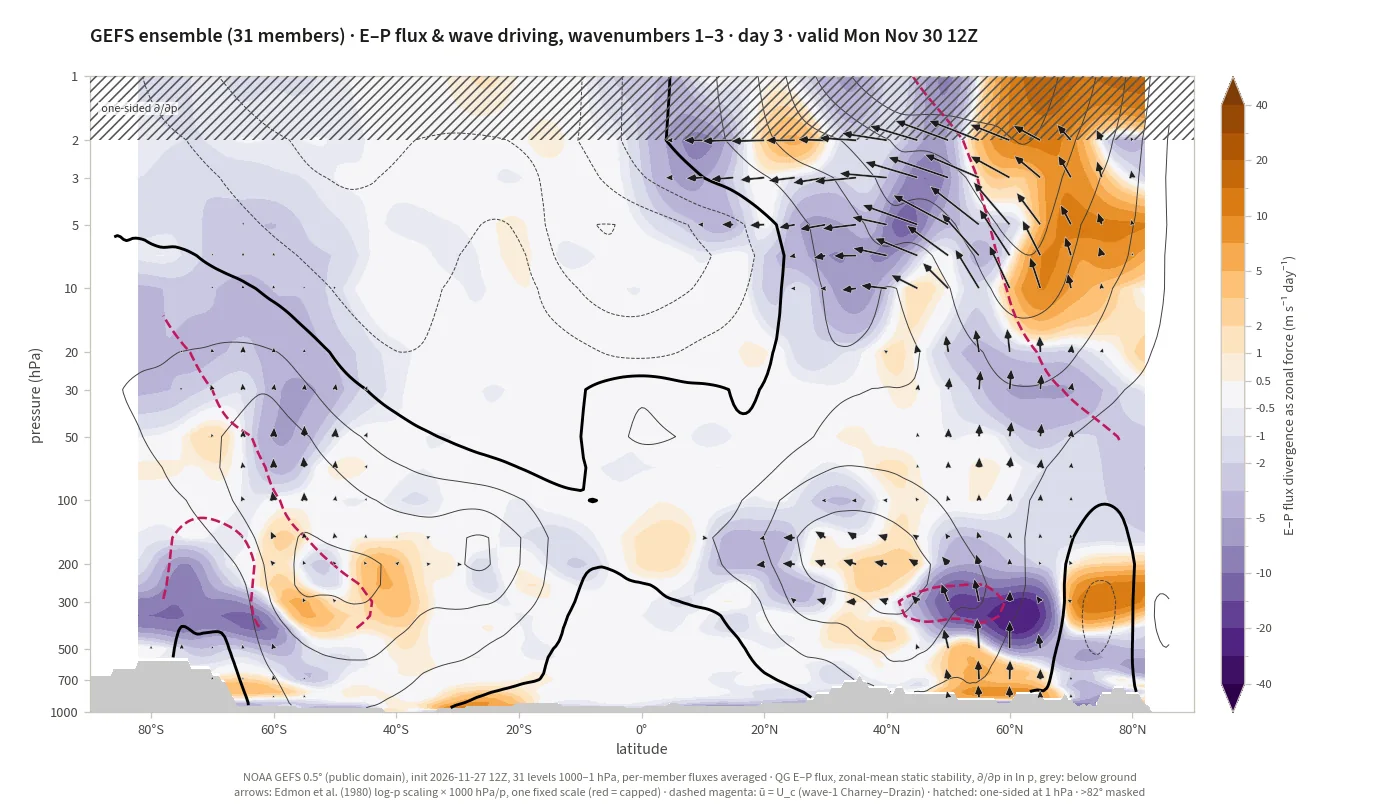 GEFS ensemble (31 members) · E–P flux & wave driving, wavenumbers 1–3 · day 3 · valid Mon Nov 30 12Z
one-sided ∂/∂p
1
2
3
5
10
20
30
50
100
200
300
500
700
1000
pressure (hPa)
80°S
60°S
40°S
20°S
0°
20°N
40°N
60°N
80°N
latitude
40
20
10
5
2
1
0.5
-0.5
-1
-2
-5
-10
-20
-40
E–P flux divergence as zonal force (m s⁻¹ day⁻¹)
NOAA GEFS 0.5° (public domain), init 2026-11-27 12Z, 31 levels 1000–1 hPa, per-member fluxes averaged · QG E–P flux, zonal-mean static stability, ∂/∂p in ln p, grey: below ground
arrows: Edmon et al. (1980) log-p scaling × 1000 hPa/p, one fixed scale (red = capped) · dashed magenta: ū = U_c (wave-1 Charney–Drazin) · hatched: one-sided at 1 hPa · >82° masked